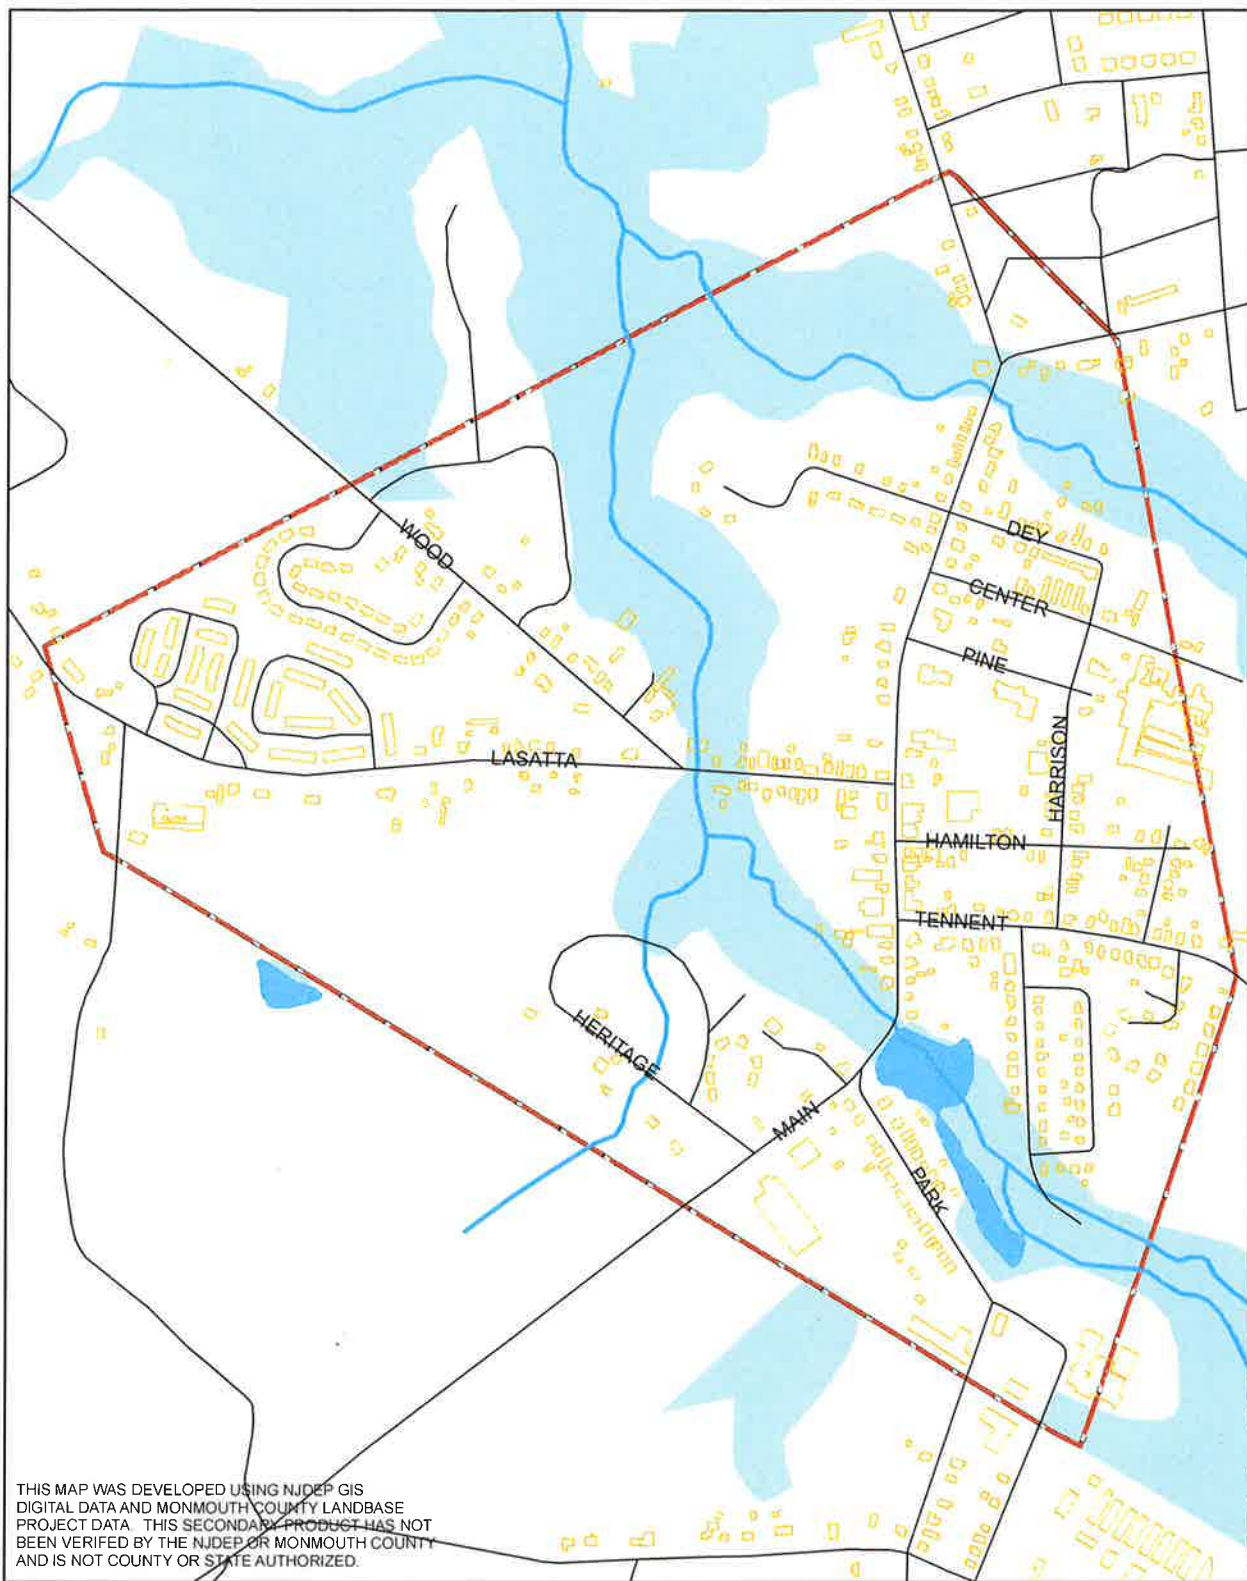 DEY
WOOD
CENTER
PINE
HARRISON
LASATTA
HAMILTON
TENNENT
HERITAGE
MAIN
PARK
THIS MAP WAS DEVELOPED USING NJDEP GIS
DIGITAL DATA AND MONMOUTH COUNTY LANDBASE
PROJECT DATA. THIS SECONDARY PRODUCT HAS NOT
BEEN VERIFED BY THE NJDEP OR MONMOUTH COUNTY
AND IS NOT COUNTY OR STATE AUTHORIZED.